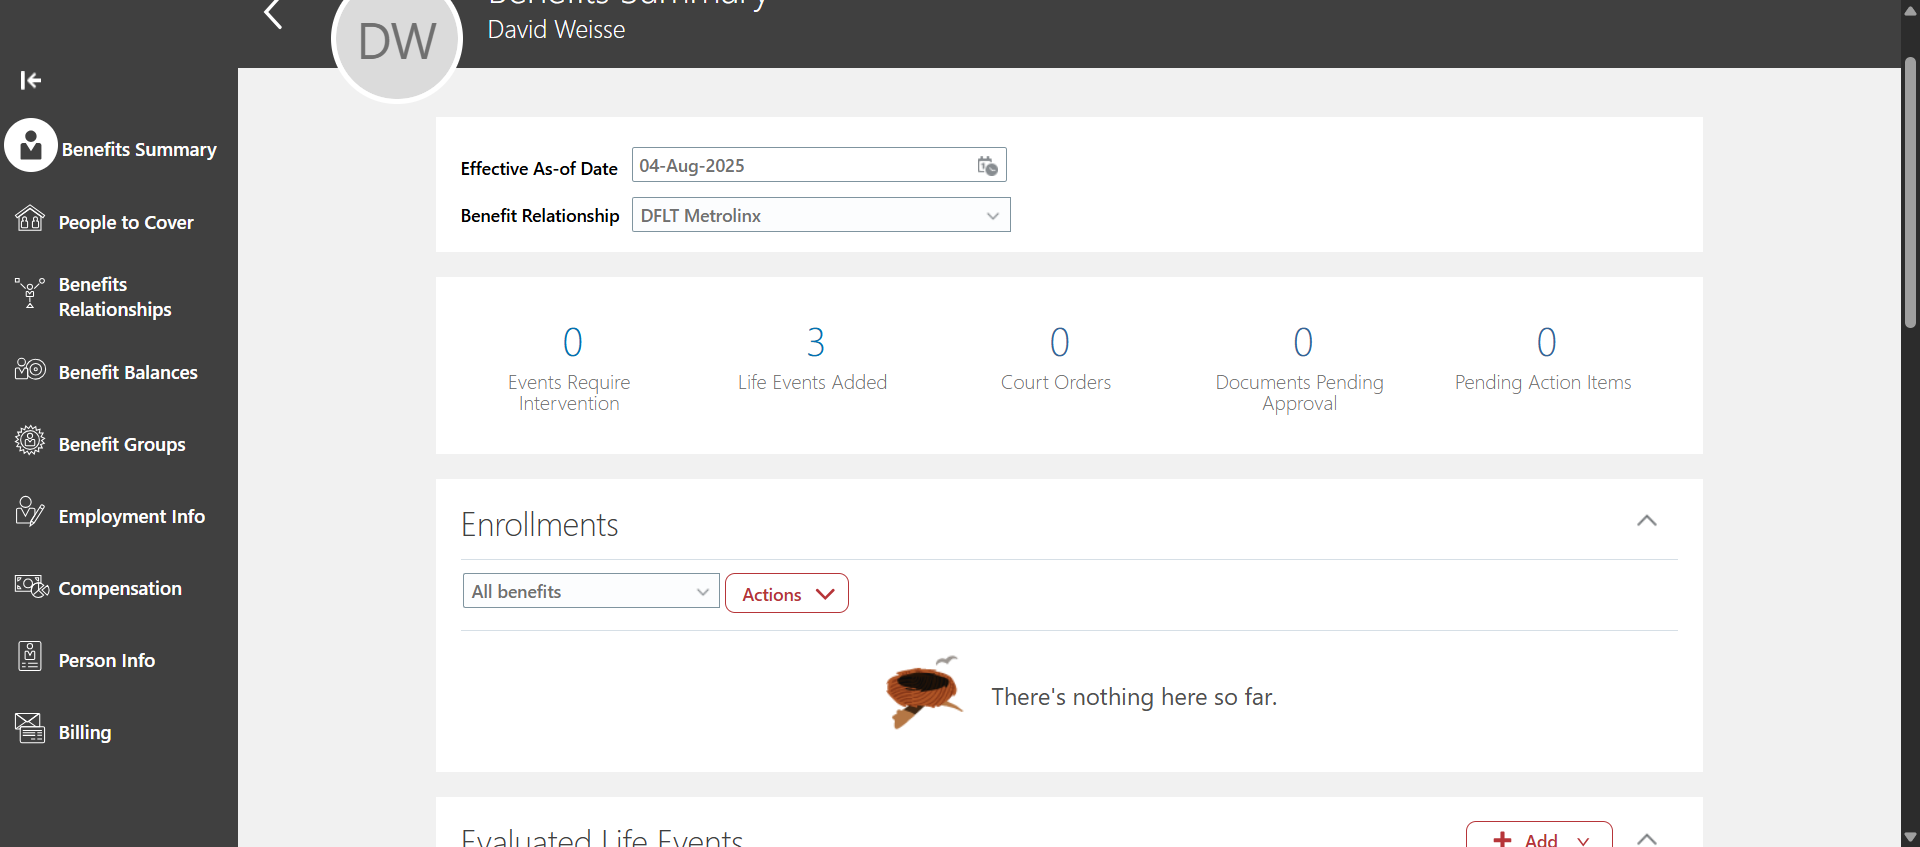 Benefits Summary
David Weisse
DW
Benefits Summary
People to Cover
Benefits
Relationships
Benefit Balances
Benefit Groups
Employment Info
Compensation
Person Info
Billing
Effective As-of Date 04-Aug-2025
Benefit Relationship DFLT Metrolinx
0 3 0 0 0
Events Require Life Events Added Court Orders Documents Pending Pending Action Items
Intervention Approval
Enrollments
All benefits Actions
There's nothing here so far.
Evaluated Life Events Add